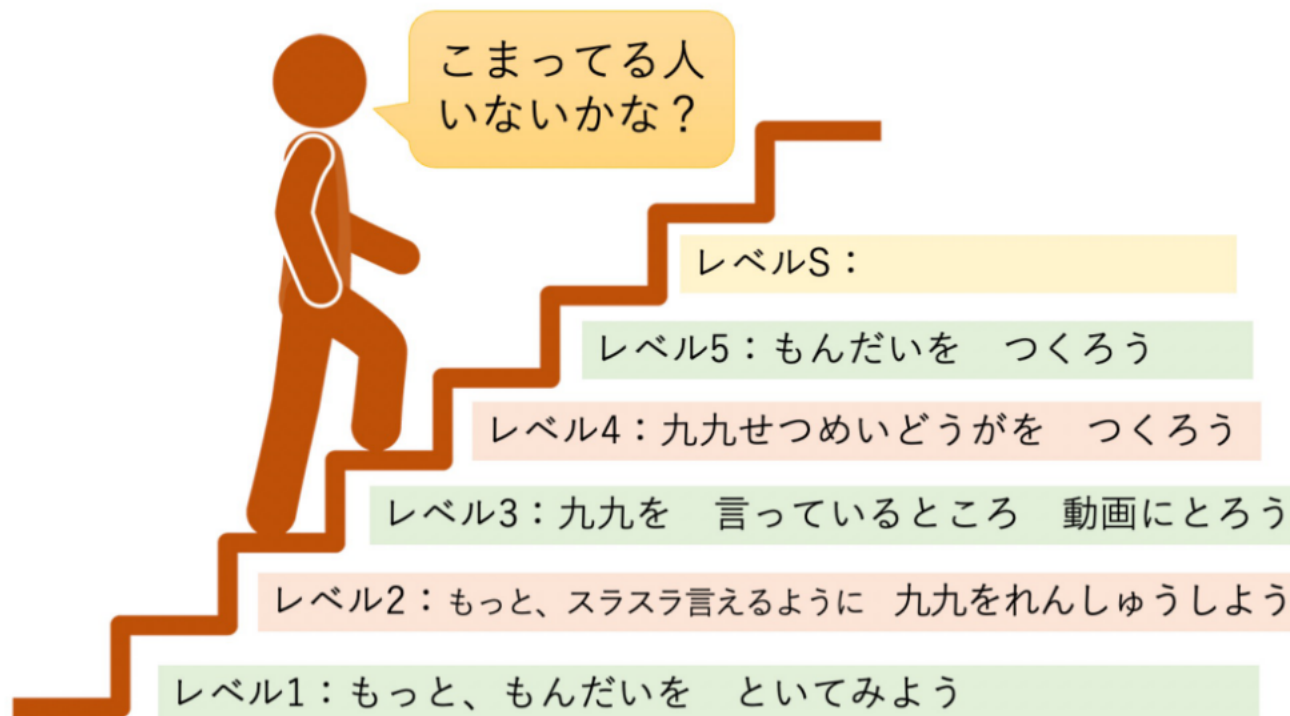 こまってる人
いないかな？
レベルS：
レベル5：もんだいを　つくろう
レベル4：九九せつめいどうがを　つくろう
レベル3：九九を　言っているところ　動画にとろう
レベル2：もっと、スラスラ言えるように　九九をれんしゅうしよう
レベル1：もっと、もんだいを　といてみよう